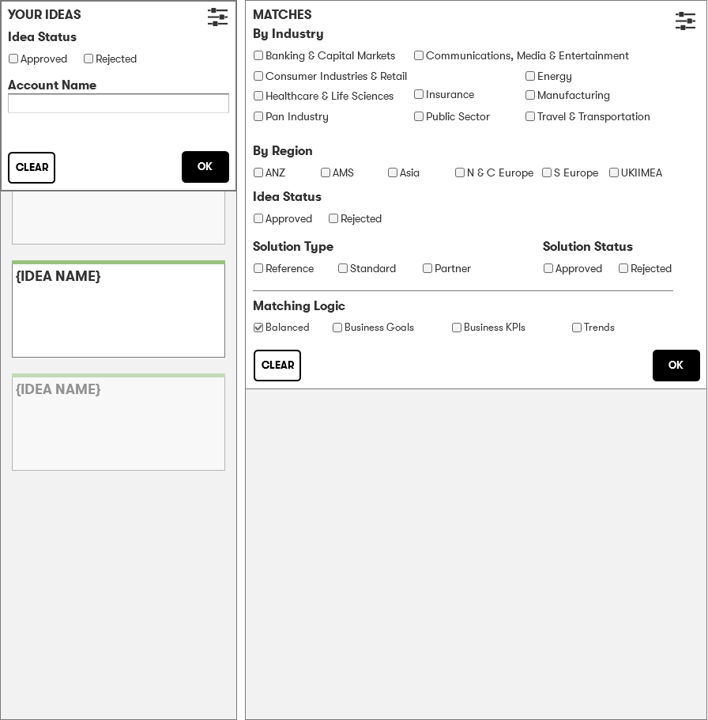 YOUR IDEAS
Idea Status
Approved Rejected
Account Name
CLEAR OK
{IDEA NAME}
{IDEA NAME}
MATCHES
By Industry
Banking & Capital Markets Communications, Media & Entertainment
Consumer Industries & Retail Energy
Healthcare & Life Sciences Insurance Manufacturing
Pan Industry Public Sector Travel & Transportation
By Region
ANZ AMS Asia N & C Europe S Europe UKIIMEA
Idea Status
Approved Rejected
Solution Type Solution Status
Reference Standard Partner Approved Rejected
Matching Logic
Balanced Business Goals Business KPIs Trends
CLEAR OK